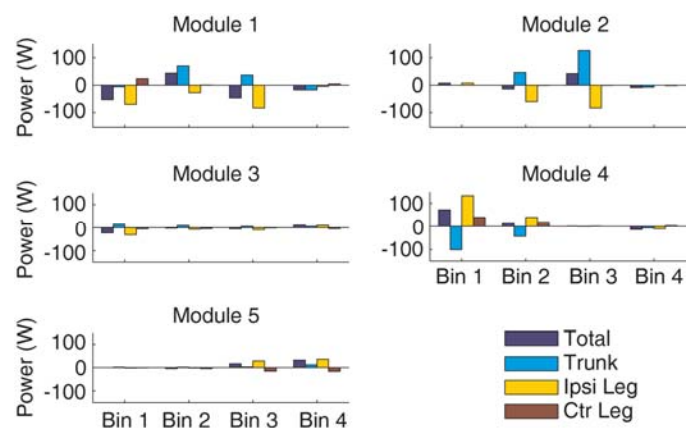 Module 1
Module 2
Power (W)
100
0
-100
100
0
-100
Module 3
Module 4
Power (W)
100
0
-100
100
0
-100
Bin 1 Bin 2 Bin 3 Bin 4
Module 5
Power (W)
100
0
-100
Bin 1 Bin 2 Bin 3 Bin 4
Total
Trunk
Ipsi Leg
Ctr Leg